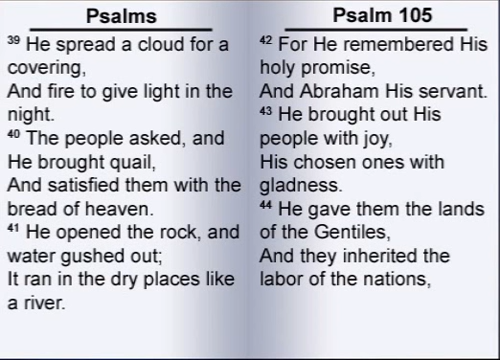 Psalms
39 He spread a cloud for a
covering,
And fire to give light in the
night.
40 The people asked, and
He brought quail,
And satisfied them with the
bread of heaven.
41 He opened the rock, and
water gushed out;
It ran in the dry places like
a river.
Psalm 105
42 For He remembered His
holy promise,
And Abraham His servant.
43 He brought out His
people with joy,
His chosen ones with
gladness.
44 He gave them the lands
of the Gentiles,
And they inherited the
labor of the nations,